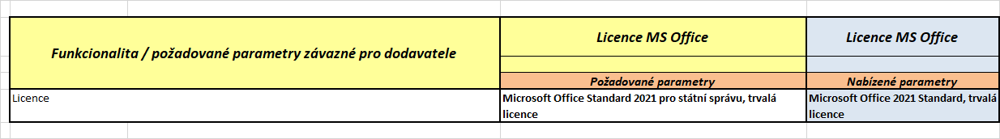 Funkcionalita / požadované parametry závazné pro dodavatele
Licence MS Office
Licence MS Office
Požadované parametry
Nabízené parametry
Licence
Microsoft Office Standard 2021 pro státní správu, trvalá
licence
Microsoft Office 2021 Standard, trvalá
licence